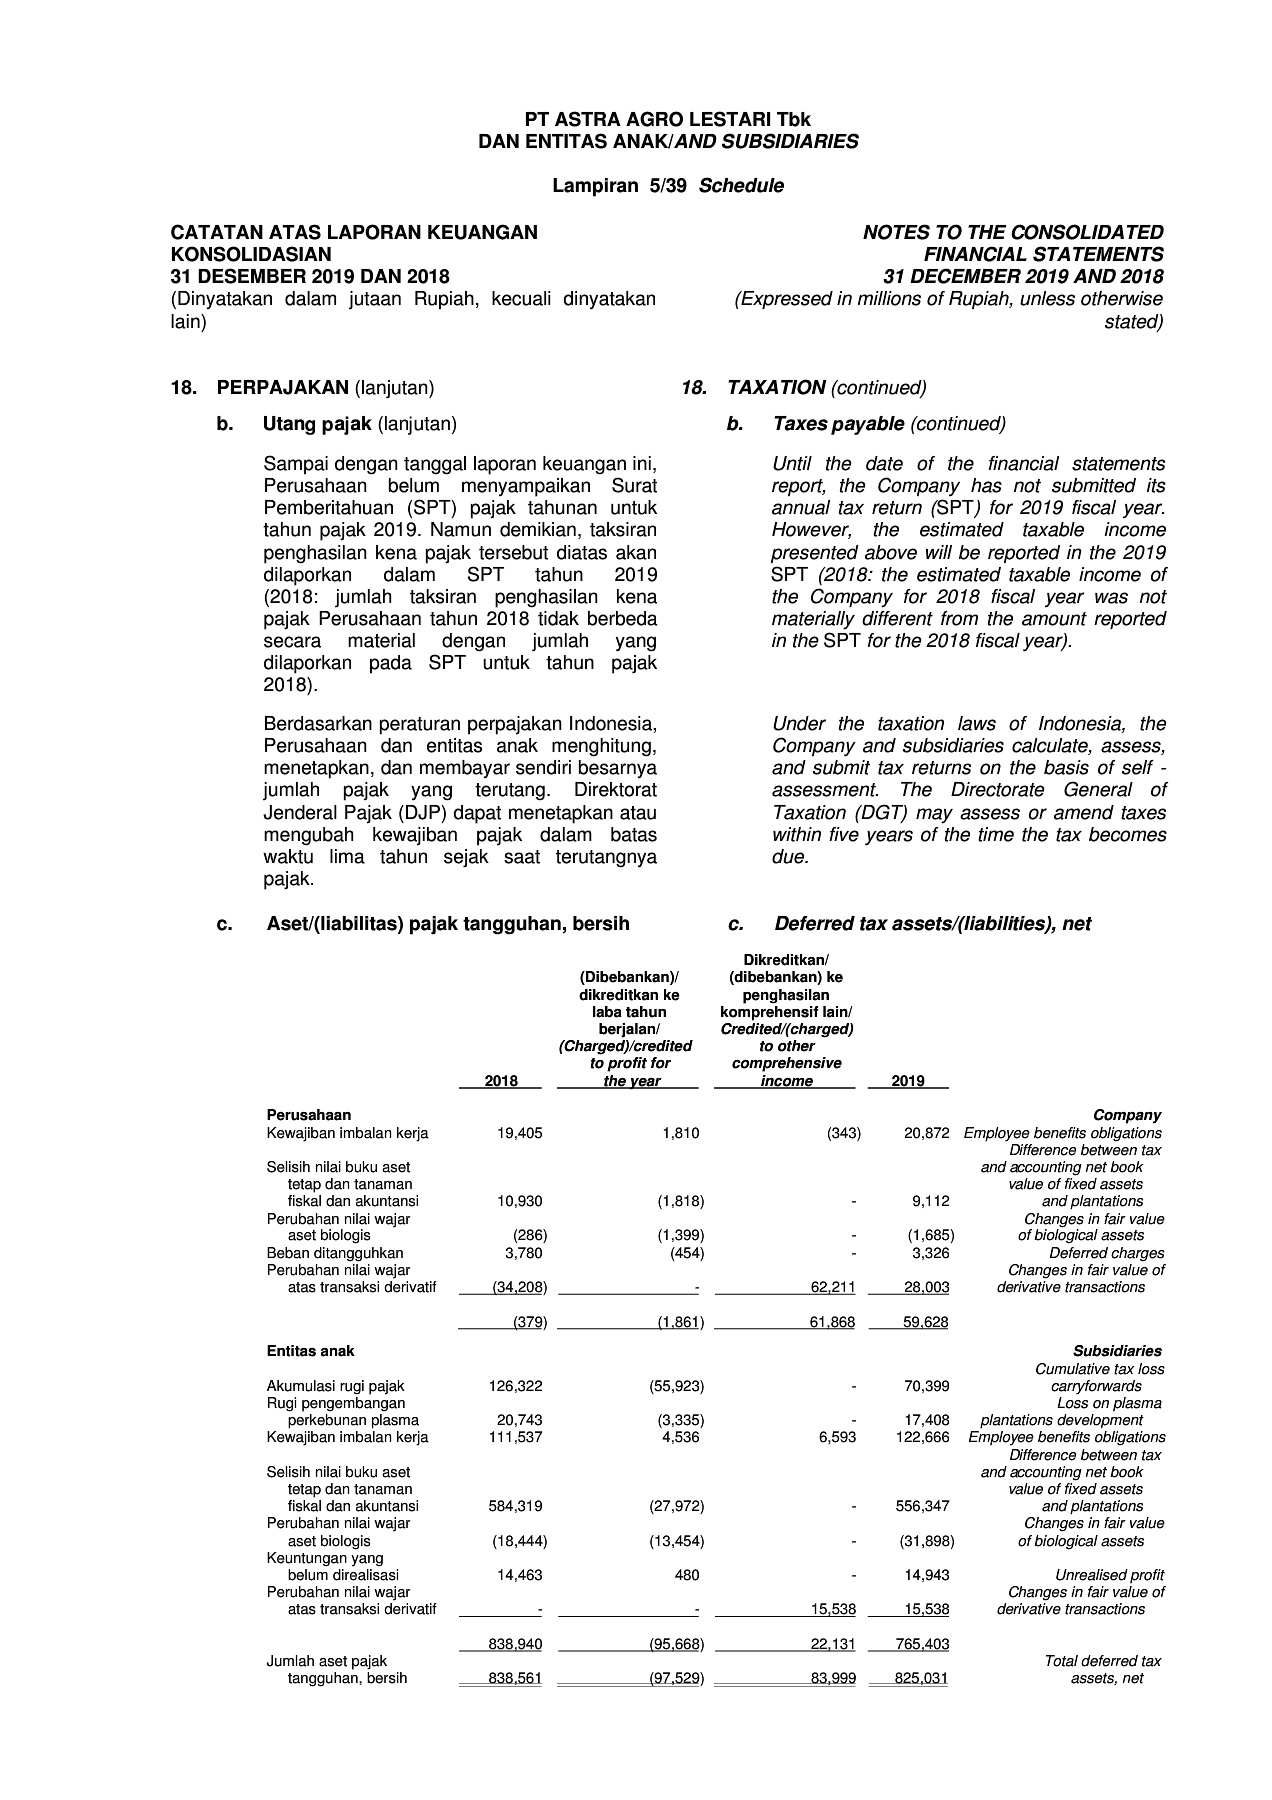 PT ASTRA AGRO LESTARI Tbk
DAN ENTITAS ANAK/AND SUBSIDIARIES
Lampiran 5/39 Schedule
CATATAN ATAS LAPORAN KEUANGAN
KONSOLIDASIAN
31 DESEMBER 2019 DAN 2018
(Dinyatakan dalam jutaan Rupiah, kecuali dinyatakan
lain)
NOTES TO THE CONSOLIDATED
FINANCIAL STATEMENTS
31 DECEMBER 2019 AND 2018
(Expressed in millions of Rupiah, unless otherwise
stated)
18. PERPAJAKAN (lanjutan)
b. Utang pajak (lanjutan)
Sampai dengan tanggal laporan keuangan ini,
Perusahaan belum menyampaikan Surat
Pemberitahuan (SPT) pajak tahunan untuk
tahun pajak 2019. Namun demikian, taksiran
penghasilan kena pajak tersebut diatas akan
dilaporkan dalam SPT tahun 2019
(2018: jumlah taksiran penghasilan kena
pajak Perusahaan tahun 2018 tidak berbeda
secara material dengan jumlah yang
dilaporkan pada SPT untuk tahun pajak
2018).
Berdasarkan peraturan perpajakan Indonesia,
Perusahaan dan entitas anak menghitung,
menetapkan, dan membayar sendiri besarnya
jumlah pajak yang terutang. Direktorat
Jenderal Pajak (DJP) dapat menetapkan atau
mengubah kewajiban pajak dalam batas
waktu lima tahun sejak saat terutangnya
pajak.
18. TAXATION (continued)
b. Taxes payable (continued)
Until the date of the financial statements
report, the Company has not submitted its
annual tax return (SPT) for 2019 fiscal year.
However, the estimated taxable income
presented above will be reported in the 2019
SPT (2018: the estimated taxable income of
the Company for 2018 fiscal year was not
materially different from the amount reported
in the SPT for the 2018 fiscal year).
Under the taxation laws of Indonesia, the
Company and subsidiaries calculate, assess,
and submit tax returns on the basis of self -
assessment. The Directorate General of
Taxation (DGT) may assess or amend taxes
within five years of the time the tax becomes
due.
c. Aset/(liabilitas) pajak tangguhan, bersih
c. Deferred tax assets/(liabilities), net
2018
(Dibebankan)/
dikreditkan ke
laba tahun
berjalan/
(Charged)/credited
to profit for
the year
Dikreditkan/
(dibebankan) ke
penghasilan
komprehensif lain/
Credited/(charged)
to other
comprehensive
income
2019
Perusahaan Company
Kewajiban imbalan kerja 19,405 1,810 (343) 20,872 Employee benefits obligations
Difference between tax
Selisih nilai buku aset and accounting net book
tetap dan tanaman value of fixed assets
fiskal dan akuntansi 10,930 (1,818) - 9,112 and plantations
Perubahan nilai wajar Changes in fair value
aset biologis (286) (1,399) - (1,685) of biological assets
Beban ditangguhkan 3,780 (454) - 3,326 Deferred charges
Perubahan nilai wajar Changes in fair value of
atas transaksi derivatif (34,208) - 62,211 28,003 derivative transactions
(379) (1,861) 61,868 59,628
Entitas anak Subsidiaries
Cumulative tax loss
Akumulasi rugi pajak 126,322 (55,923) - 70,399 carryforwards
Rugi pengembangan Loss on plasma
perkebunan plasma 20,743 (3,335) - 17,408 plantations development
Kewajiban imbalan kerja 111,537 4,536 6,593 122,666 Employee benefits obligations
Difference between tax
Selisih nilai buku aset and accounting net book
tetap dan tanaman value of fixed assets
fiskal dan akuntansi 584,319 (27,972) - 556,347 and plantations
Perubahan nilai wajar Changes in fair value
aset biologis (18,444) (13,454) - (31,898) of biological assets
Keuntungan yang
belum direalisasi 14,463 480 - 14,943 Unrealised profit
Perubahan nilai wajar Changes in fair value of
atas transaksi derivatif - - 15,538 15,538 derivative transactions
838,940 (95,668) 22,131 765,403
Jumlah aset pajak Total deferred tax
tangguhan, bersih 838,561 (97,529) 83,999 825,031 assets, net